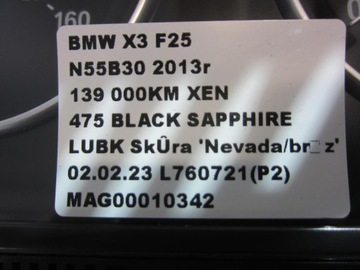 160
BMW X3 F25
N55B30 2013r
139 000KM XEN
475 BLACK SAPPHIRE
LUBK SkÛra 'Nevada/br□z'
02.02.23 L760721(P2)
MAG00010342